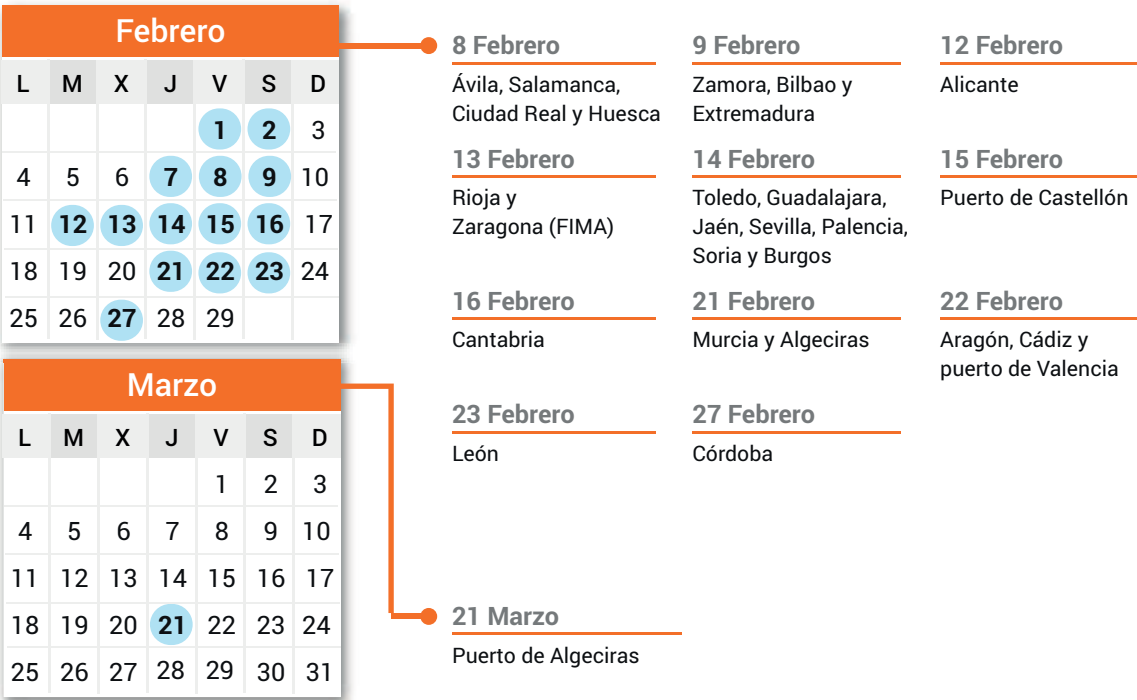 Febrero
L M X J V S D
1 2 3
4 5 6 7 8 9 10
11 12 13 14 15 16 17
18 19 20 21 22 23 24
25 26 27 28 29
8 Febrero
Ávila, Salamanca,
Ciudad Real y Huesca
9 Febrero
Zamora, Bilbao y
Extremadura
12 Febrero
Alicante
13 Febrero
Rioja y
Zaragona (FIMA)
14 Febrero
Toledo, Guadalajara,
Jaén, Sevilla, Palencia,
Soria y Burgos
15 Febrero
Puerto de Castellón
16 Febrero
Cantabria
21 Febrero
Murcia y Algeciras
22 Febrero
Aragón, Cádiz y
puerto de Valencia
23 Febrero
León
27 Febrero
Córdoba
Marzo
L M X J V S D
1 2 3
4 5 6 7 8 9 10
11 12 13 14 15 16 17
18 19 20 21 22 23 24
25 26 27 28 29 30 31
21 Marzo
Puerto de Algeciras